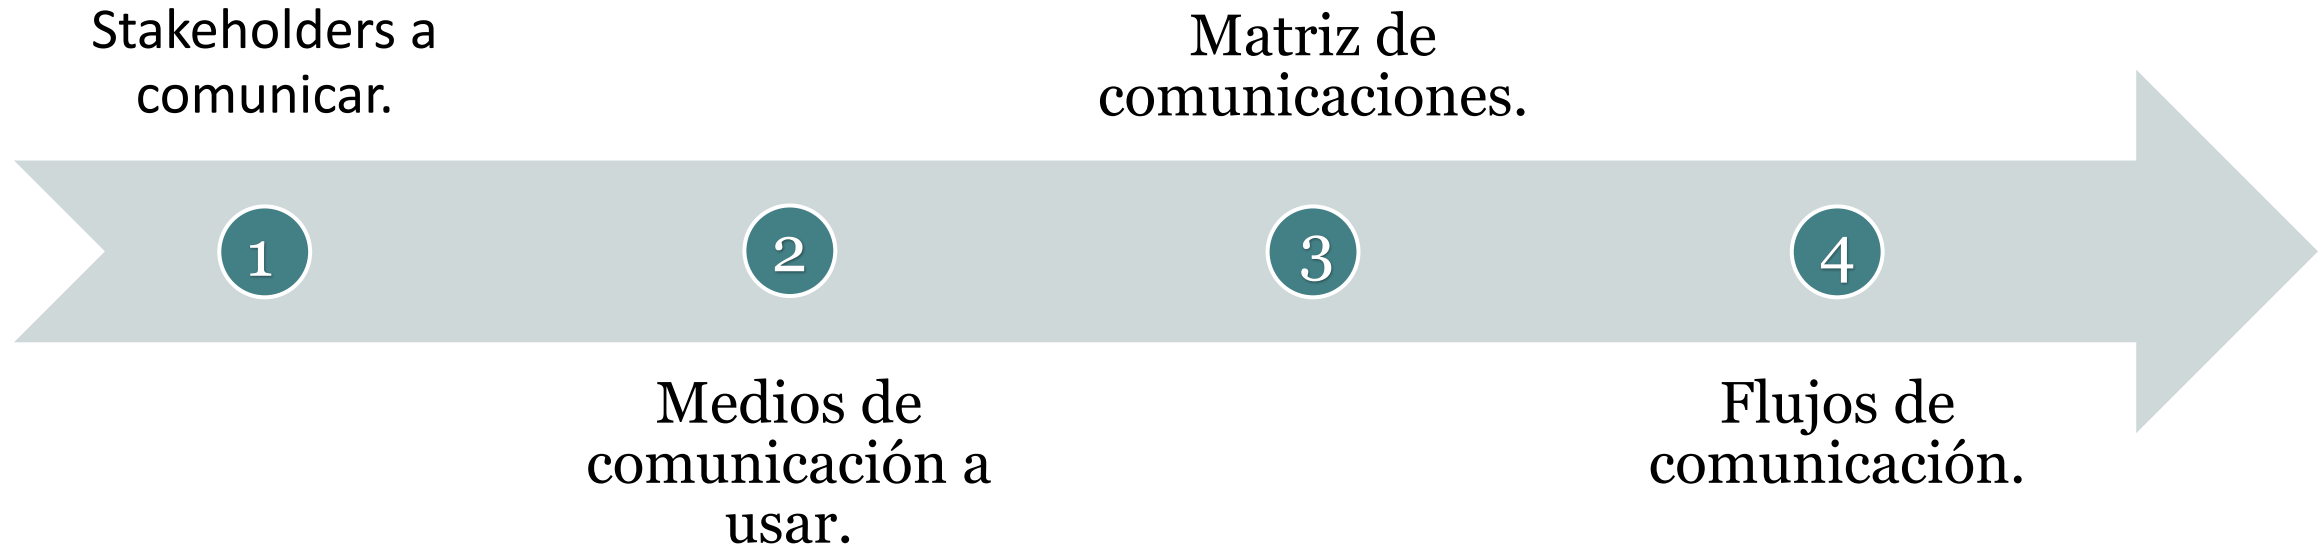 Stakeholders a
comunicar.
1
Medios de
comunicación a
usar.
2
Matriz de
comunicaciones.
3
Flujos de
comunicación.
4